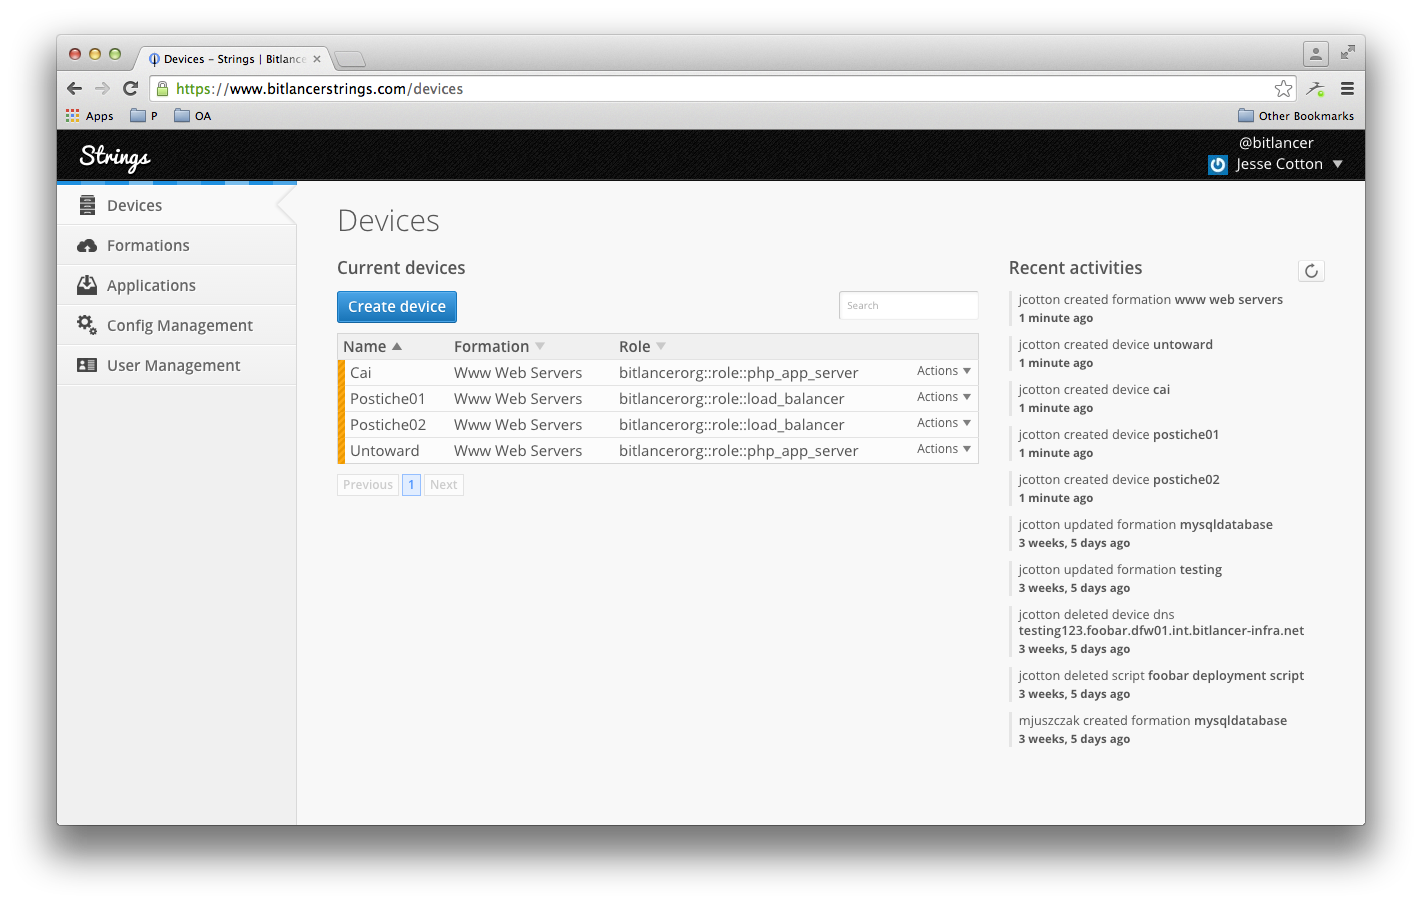 Devices – Strings | Bitlance
https://www.bitlancerstrings.com/devices
Apps P OA Other Bookmarks
Strings
@bitlancer
Jesse Cotton
Devices
Formations
Applications
Config Management
User Management
Devices
Current devices
Create device
Search
Name Formation Role
Cai Www Web Servers bitlancerorg::role::php_app_server Actions
Postiche01 Www Web Servers bitlancerorg::role::load_balancer Actions
Postiche02 Www Web Servers bitlancerorg::role::load_balancer Actions
Untoward Www Web Servers bitlancerorg::role::php_app_server Actions
Previous 1 Next
Recent activities
jcotton created formation www web servers
1 minute ago
jcotton created device untoward
1 minute ago
jcotton created device cai
1 minute ago
jcotton created device postiche01
1 minute ago
jcotton created device postiche02
1 minute ago
jcotton updated formation mysqldatabase
3 weeks, 5 days ago
jcotton updated formation testing
3 weeks, 5 days ago
jcotton deleted device dns
testing123.foobar.dfw01.int.bitlancer-infra.net
3 weeks, 5 days ago
jcotton deleted script foobar deployment script
3 weeks, 5 days ago
mjuszczak created formation mysqldatabase
3 weeks, 5 days ago